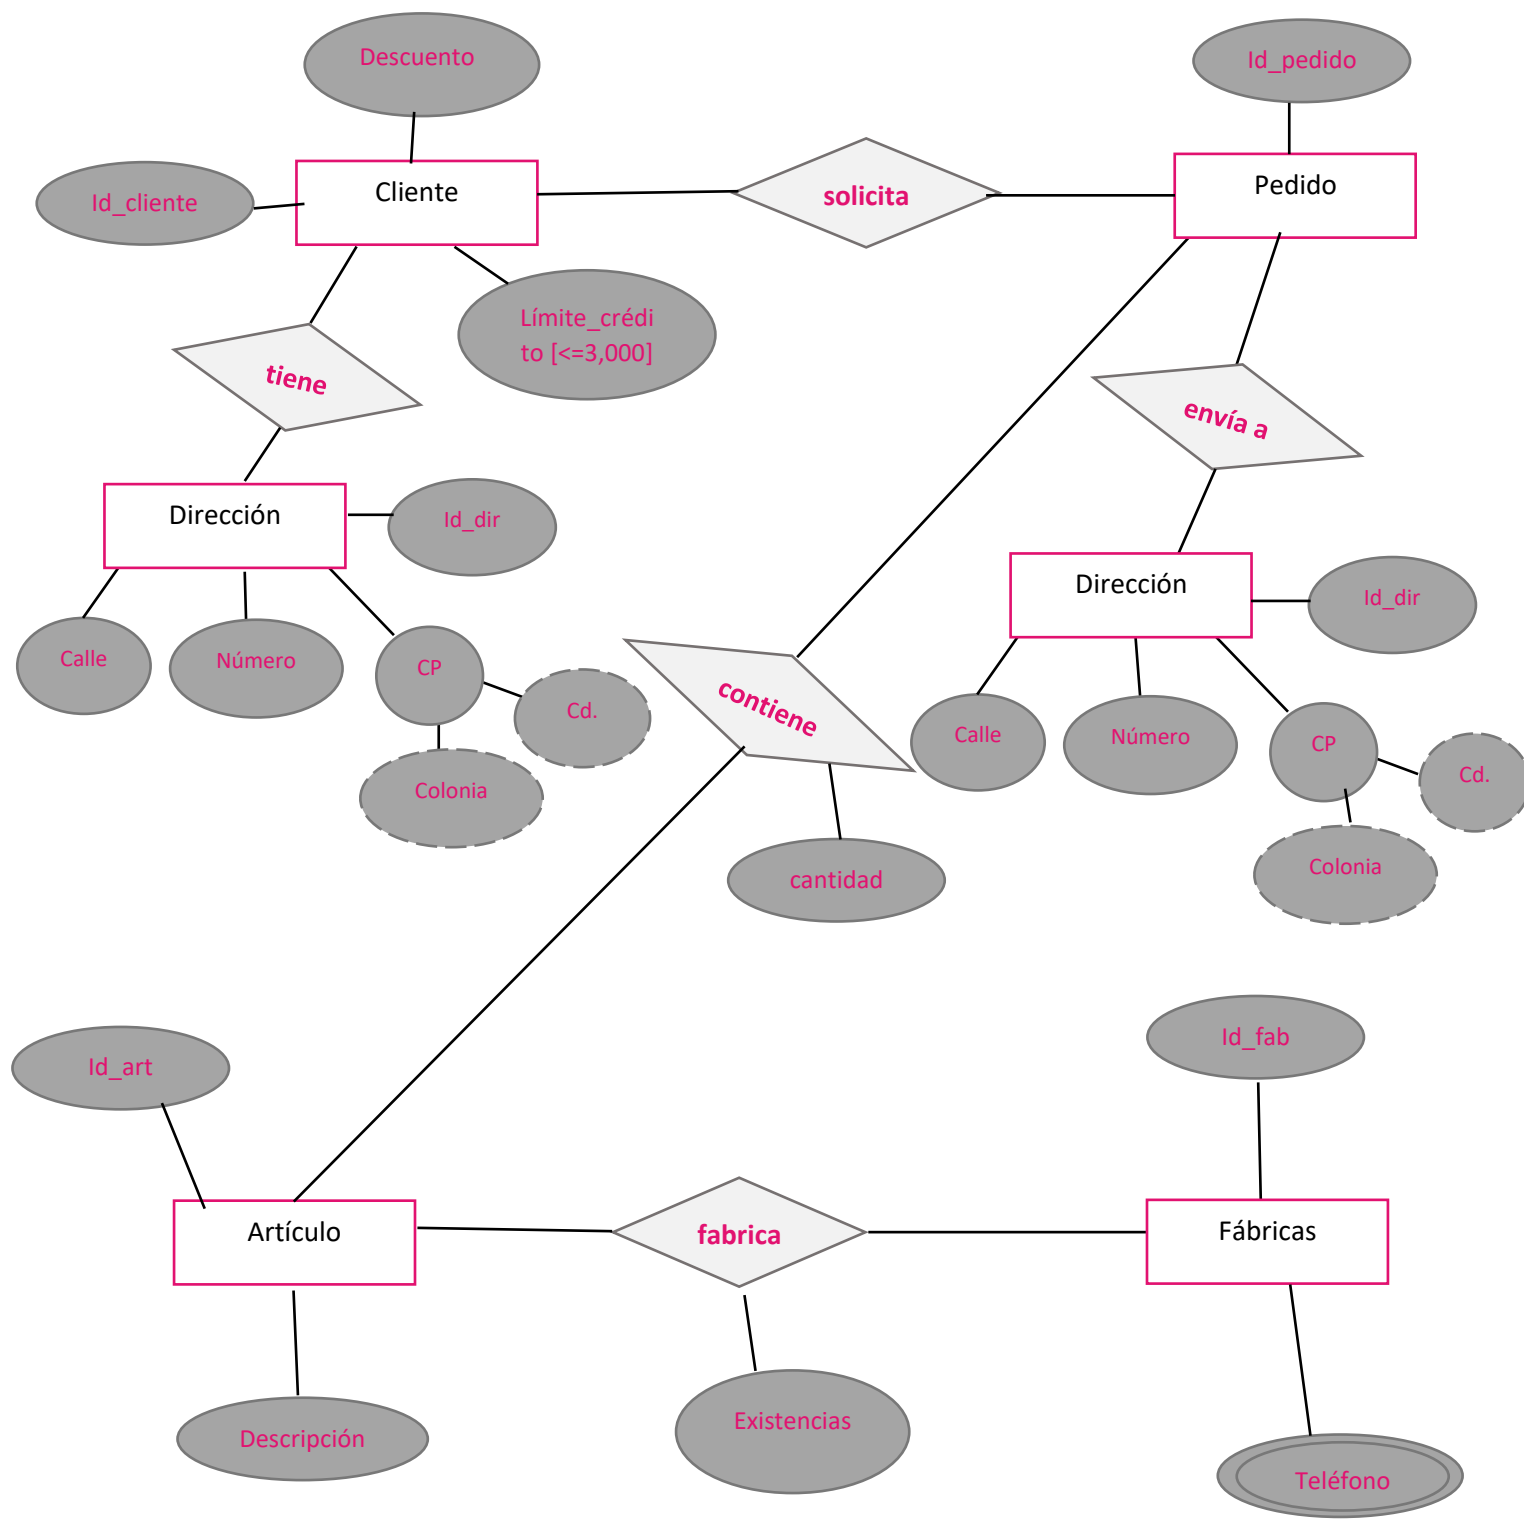 Descuento
Id_pedido
Id_cliente
Cliente
solicita
Pedido
Límite_crédi
to [<=3,000]
tiene
envía a
Dirección
Id_dir
Dirección
Id_dir
Calle
Número
CP
Cd.
Colonia
contiene
Calle
Número
CP
Cd.
Colonia
cantidad
Id_art
Id_fab
Artículo
fabrica
Fábricas
Descripción
Existencias
Teléfono